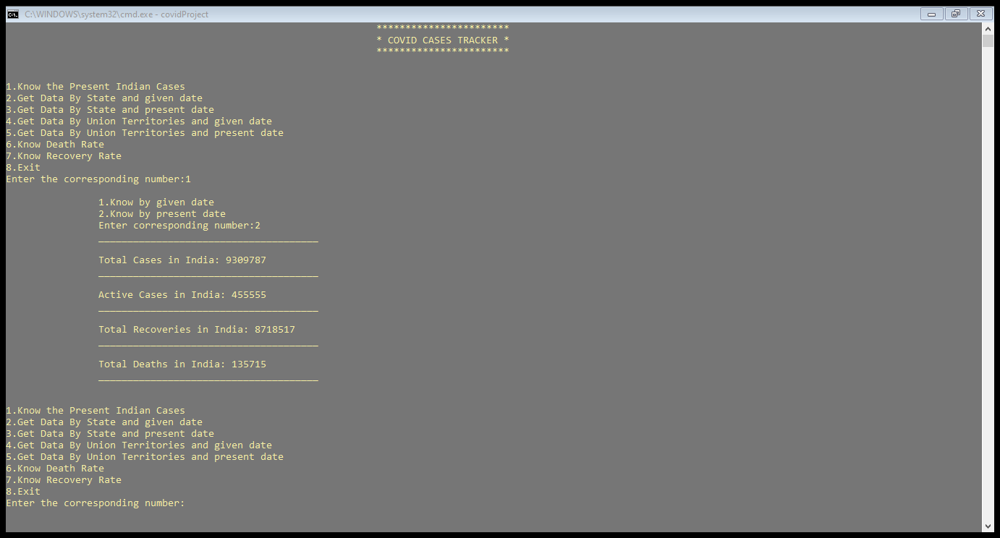 C:\WINDOWS\system32\cmd.exe - covidProject
***********************
* COVID CASES TRACKER *
***********************
1.Know the Present Indian Cases
2.Get Data By State and given date
3.Get Data By State and present date
4.Get Data By Union Territories and given date
5.Get Data By Union Territories and present date
6.Know Death Rate
7.Know Recovery Rate
8.Exit
Enter the corresponding number:1
1.Know by given date
2.Know by present date
Enter corresponding number:2
______________________________________
Total Cases in India: 9309787
______________________________________
Active Cases in India: 455555
______________________________________
Total Recoveries in India: 8718517
______________________________________
Total Deaths in India: 135715
______________________________________
1.Know the Present Indian Cases
2.Get Data By State and given date
3.Get Data By State and present date
4.Get Data By Union Territories and given date
5.Get Data By Union Territories and present date
6.Know Death Rate
7.Know Recovery Rate
8.Exit
Enter the corresponding number: